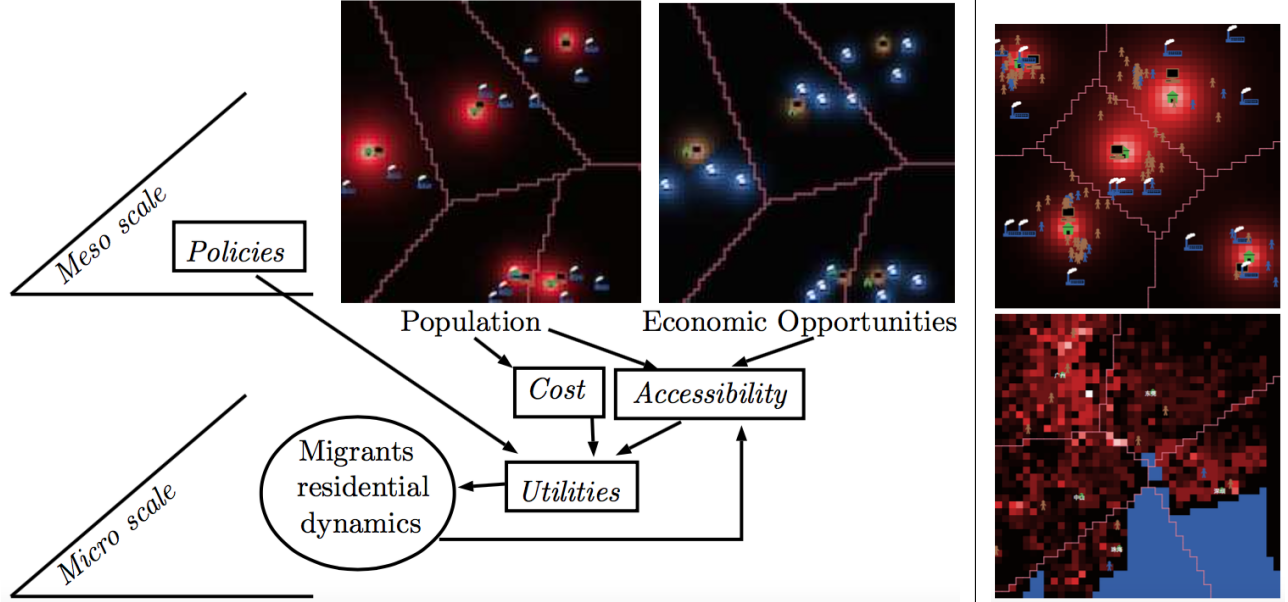 Meso scale
Policies
Population
Economic Opportunities
Cost
Accessibility
Migrants
residential
dynamics
Utilities
Micro scale